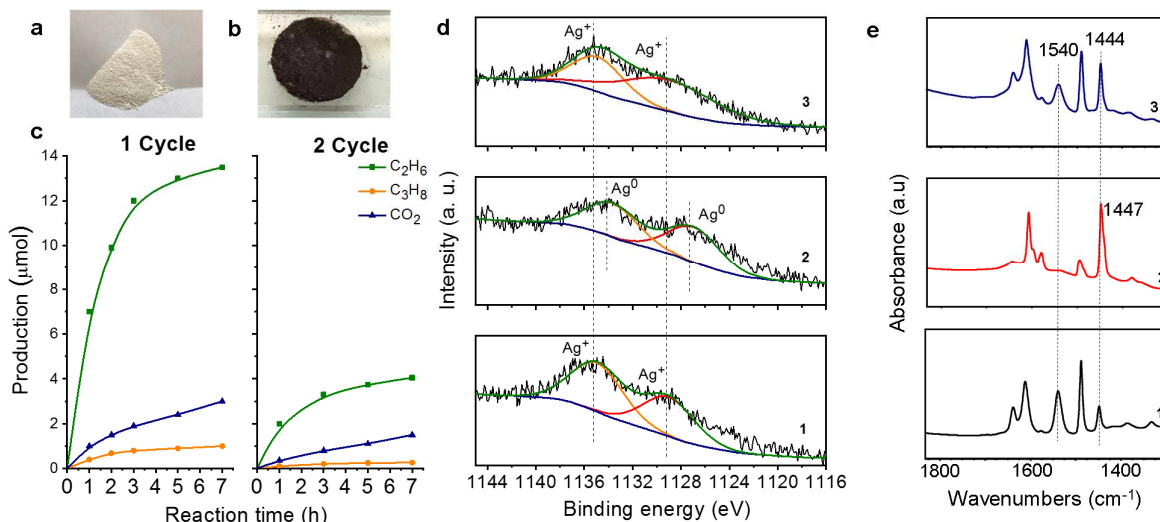 a
b
c
1 Cycle
2 Cycle
C₂H₆
C₃H₈
CO₂
Production (μmol)
14
12
10
8
6
4
2
0
0 1 2 3 4 5 6 7
0 1 2 3 4 5 6 7
Reaction time (h)
d
Ag⁺
Ag⁺
3
Ag⁰
Ag⁰
2
Ag⁺
Ag⁺
1
Intensity (a. u.)
1144 1140 1136 1132 1128 1124 1120 1116
Binding energy (eV)
e
1540
1444
3
1447
1
Absorbance (a.u)
1800 1600 1400
Wavenumbers (cm⁻¹)